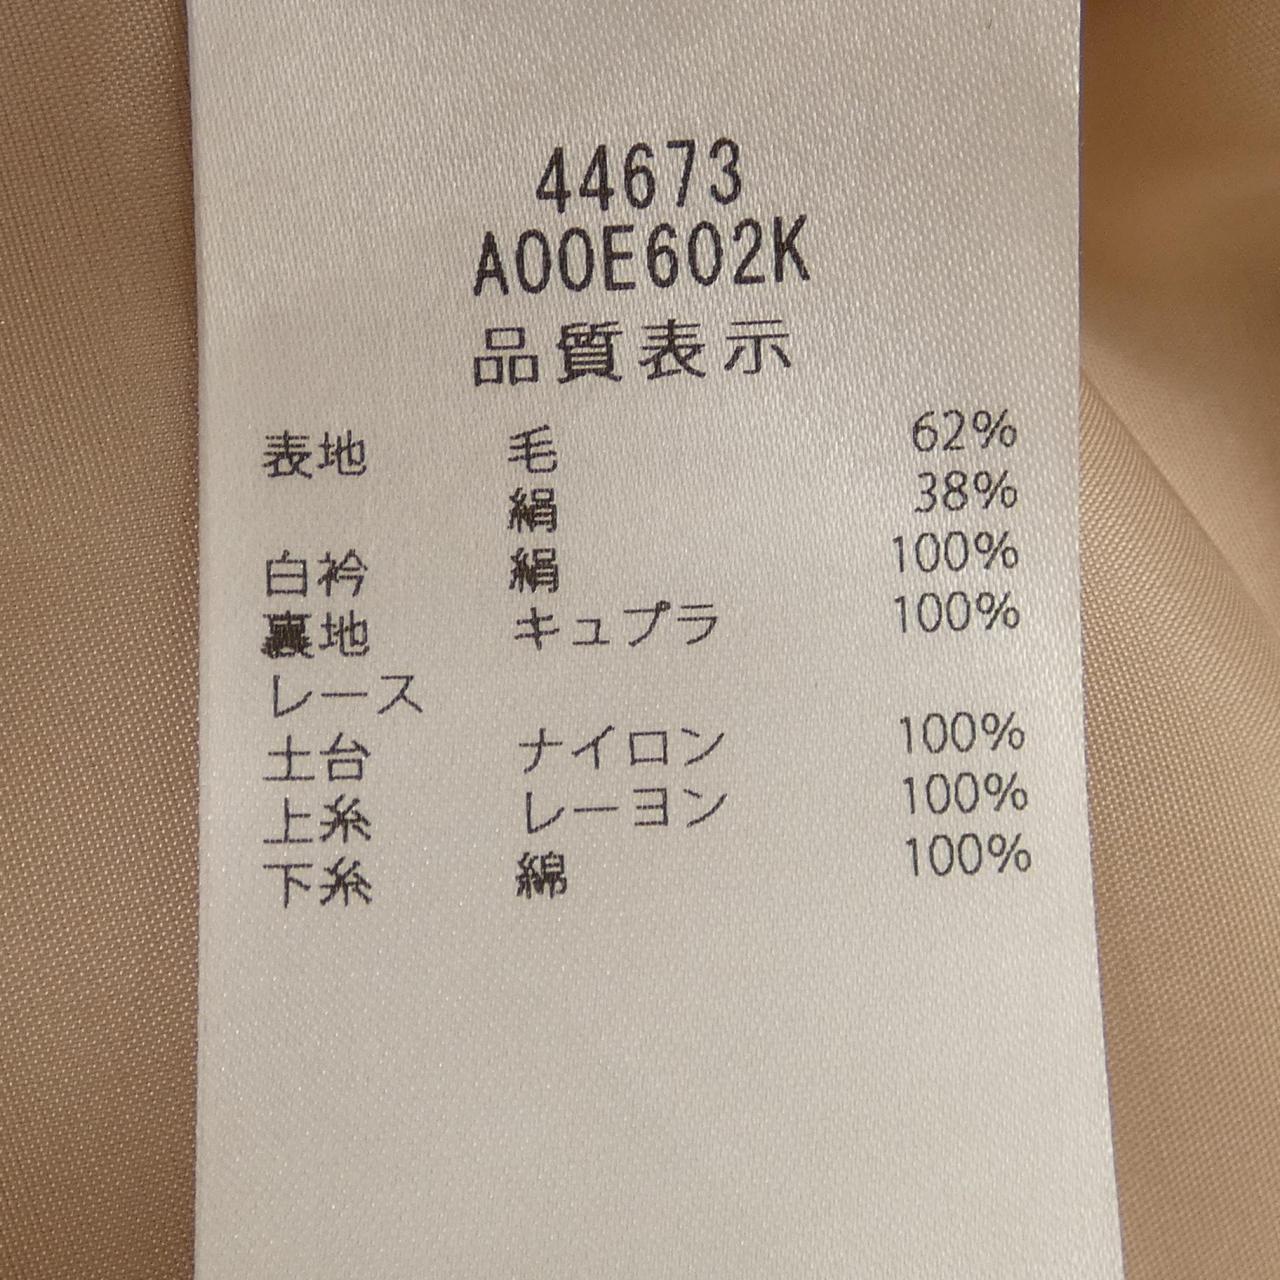 44673
A00E602K
品質表示
表地 毛 62%
絹 38%
白衿 絹 100%
裏地 キュプラ 100%
レース
土台 ナイロン 100%
上糸 レーヨン 100%
下糸 綿 100%